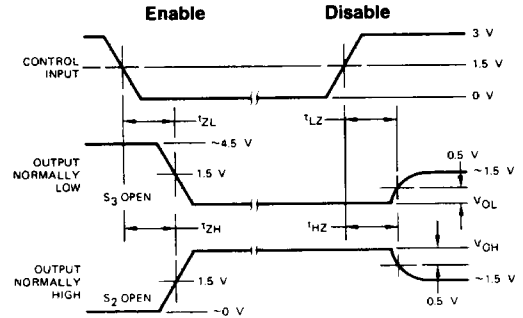 Enable
Disable
CONTROL
INPUT
3 V
1.5 V
0 V
tZL
tLZ
OUTPUT
NORMALLY
LOW
~4.5 V
1.5 V
S3 OPEN
0.5 V
~1.5 V
VOL
tZH
tHZ
OUTPUT
NORMALLY
HIGH
S2 OPEN
1.5 V
~0 V
VOH
~1.5 V
0.5 V